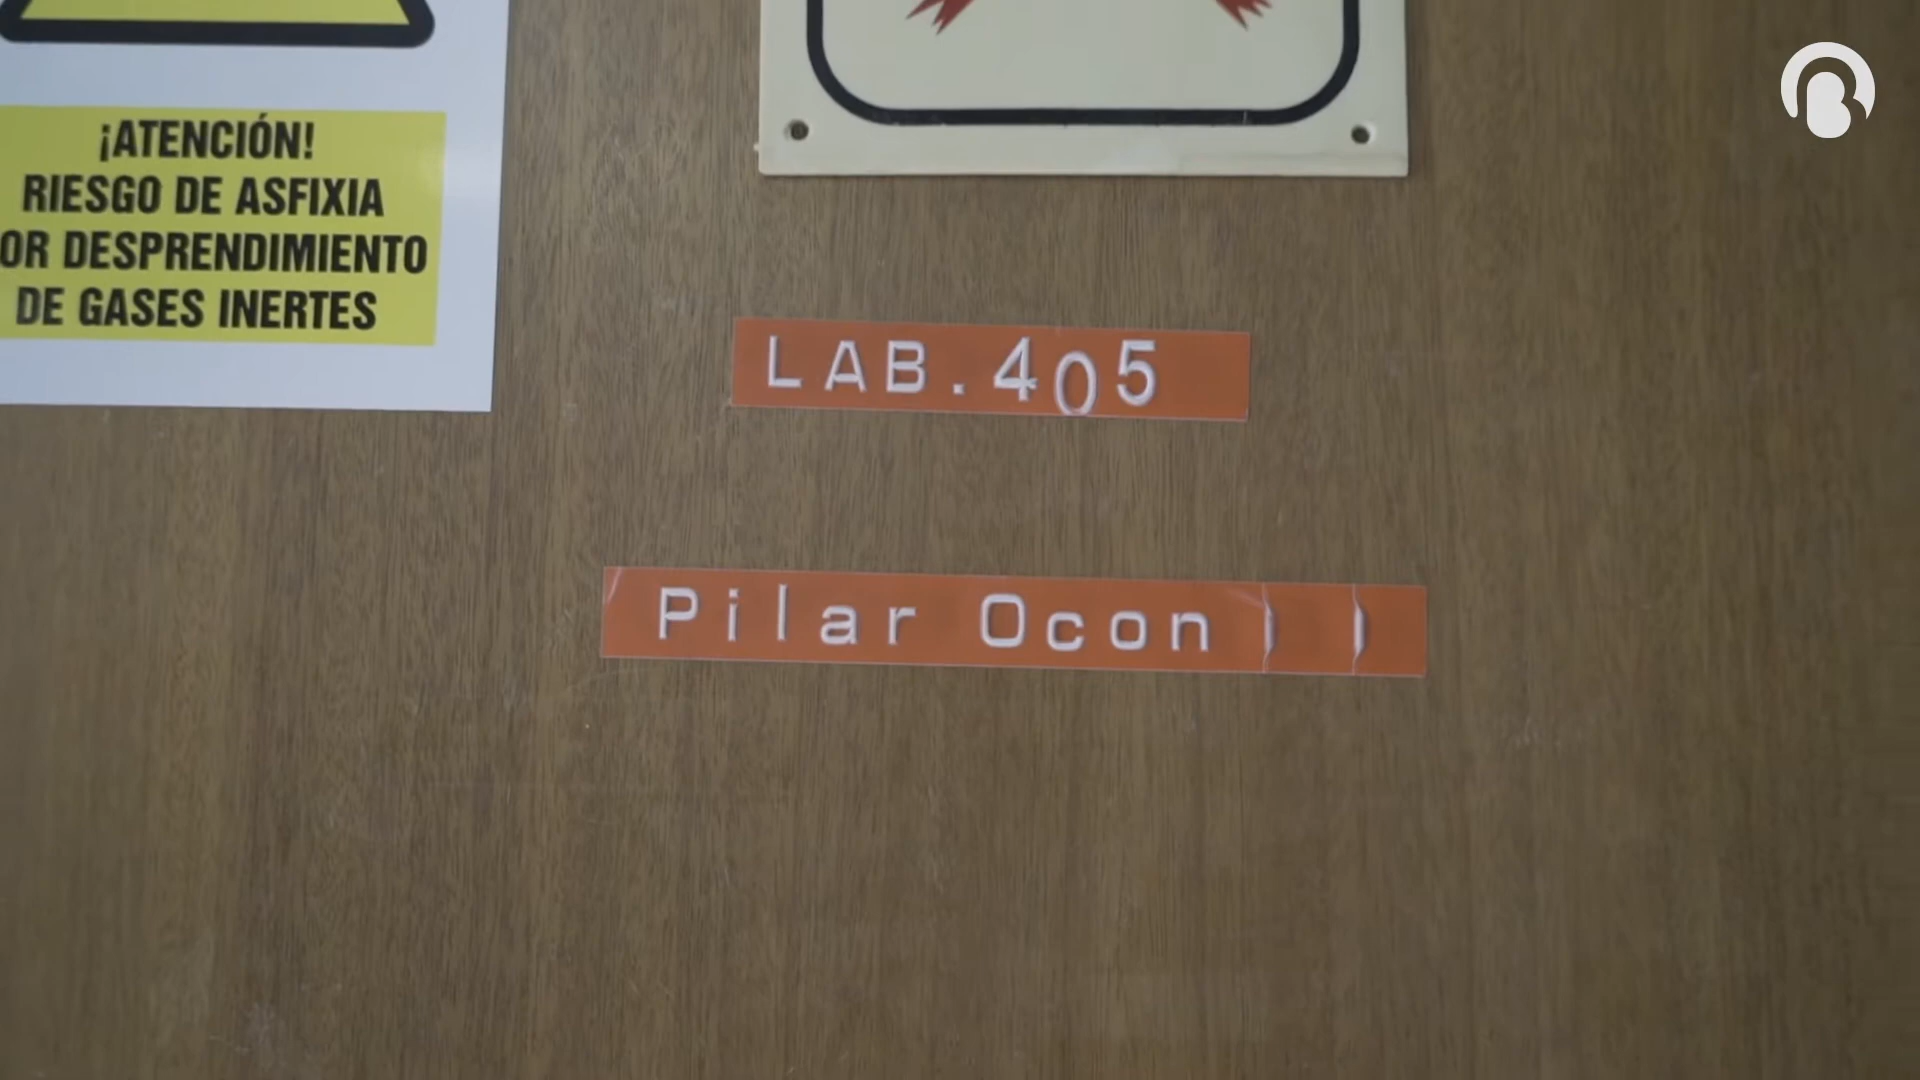 ¡ATENCIÓN!
RIESGO DE ASFIXIA
OR DESPRENDIMIENTO
DE GASES INERTES
LAB.405
Pilar Ocon